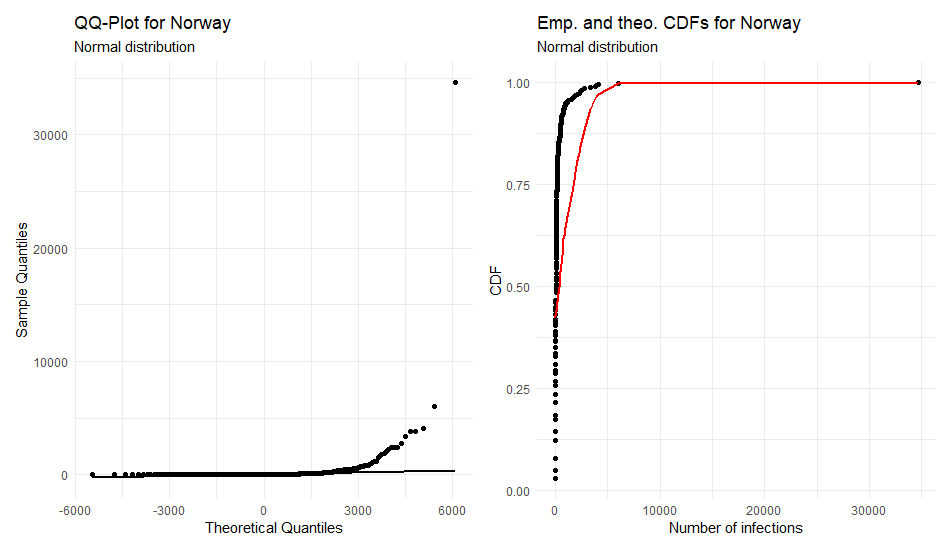 QQ-Plot for Norway
Normal distribution
Sample Quantiles
30000
20000
10000
0
-6000
-3000
0
3000
6000
Theoretical Quantiles
Emp. and theo. CDFs for Norway
Normal distribution
CDF
1.00
0.75
0.50
0.25
0.00
0
10000
20000
30000
Number of infections